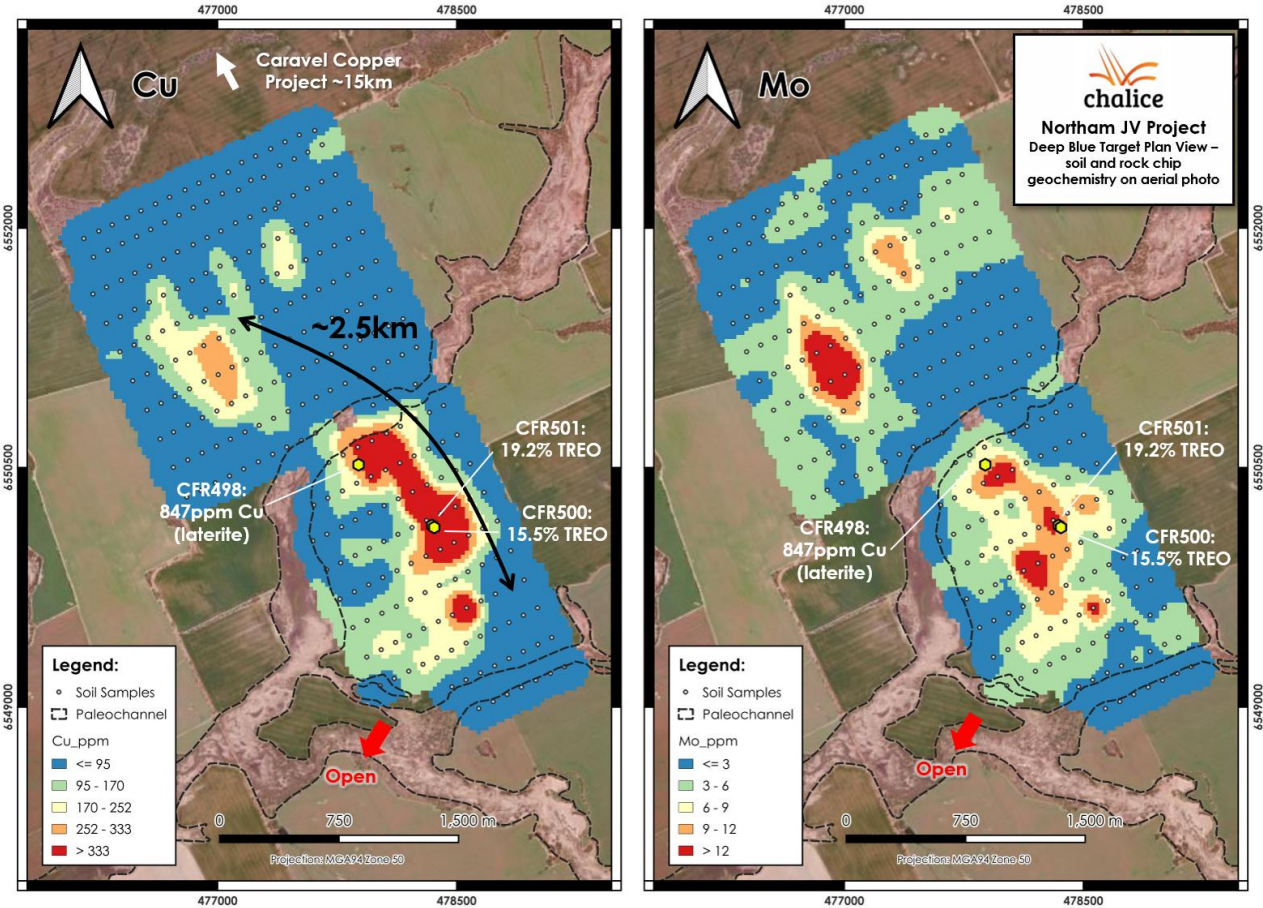 477000
478500
477000
478500
Cu
Caravel Copper
Project ~15km
Mo
chalice
Northam JV Project
Deep Blue Target Plan View –
soil and rock chip
geochemistry on aerial photo
6552000
6552000
~2.5km
CFR501:
19.2% TREO
CFR501:
19.2% TREO
6550500
6550500
CFR498:
847ppm Cu
(laterite)
CFR500:
15.5% TREO
CFR498:
847ppm Cu
(laterite)
CFR500:
15.5% TREO
6549000
6549000
Legend:
Soil Samples
Paleochannel
Cu_ppm
<= 95
95 - 170
170 - 252
252 - 333
> 333
Open
0 750 1,500 m
Projection: MGA94 Zone 50
Legend:
Soil Samples
Paleochannel
Mo_ppm
<= 3
3 - 6
6 - 9
9 - 12
> 12
Open
0 750 1,500 m
Projection: MGA94 Zone 50
477000
478500
477000
478500